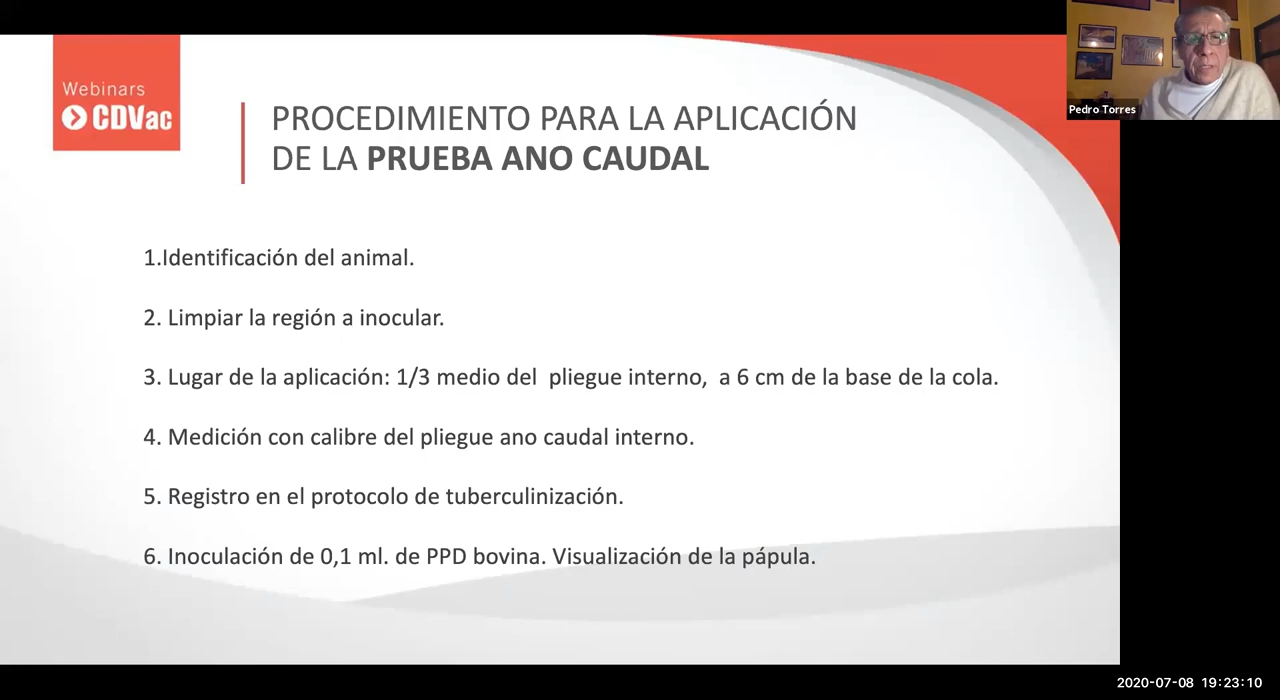 Webinars
CDVac
PROCEDIMIENTO PARA LA APLICACIÓN
DE LA PRUEBA ANO CAUDAL
1.Identificación del animal.
2. Limpiar la región a inocular.
3. Lugar de la aplicación: 1/3 medio del pliegue interno, a 6 cm de la base de la cola.
4. Medición con calibre del pliegue ano caudal interno.
5. Registro en el protocolo de tuberculinización.
6. Inoculación de 0,1 ml. de PPD bovina. Visualización de la pápula.
Pedro Torres
2020-07-08 19:23:10